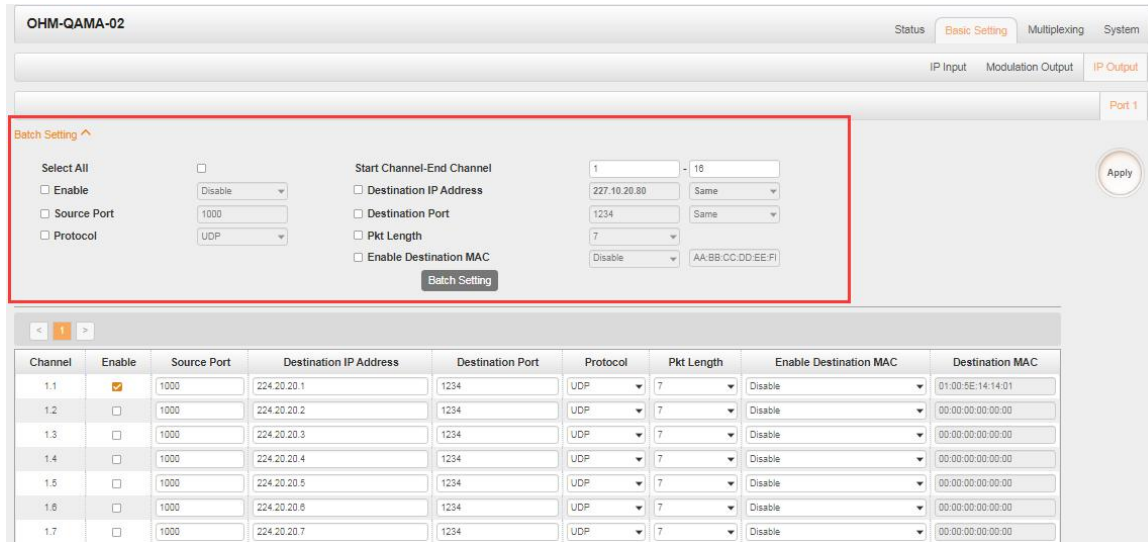 OHM-QAMA-02
Status Basic Setting Multiplexing System
IP Input Modulation Output IP Output
Port 1
Batch Setting
Select All Start Channel-End Channel 1 - 16
Apply
Enable Disable Destination IP Address 227.10.20.80 Same
Source Port 1000 Destination Port 1234 Same
Protocol UDP Pkt Length 7
Enable Destination MAC Disable AA:BB:CC:DD:EE:FI
Batch Setting
< 1 >
Channel Enable Source Port Destination IP Address Destination Port Protocol Pkt Length Enable Destination MAC Destination MAC
1.1 1000 224.20.20.1 1234 UDP 7 Disable 01:00:5E:14:14:01
1.2 1000 224.20.20.2 1234 UDP 7 Disable 00:00:00:00:00:00
1.3 1000 224.20.20.3 1234 UDP 7 Disable 00:00:00:00:00:00
1.4 1000 224.20.20.4 1234 UDP 7 Disable 00:00:00:00:00:00
1.5 1000 224.20.20.5 1234 UDP 7 Disable 00:00:00:00:00:00
1.6 1000 224.20.20.6 1234 UDP 7 Disable 00:00:00:00:00:00
1.7 1000 224.20.20.7 1234 UDP 7 Disable 00:00:00:00:00:00